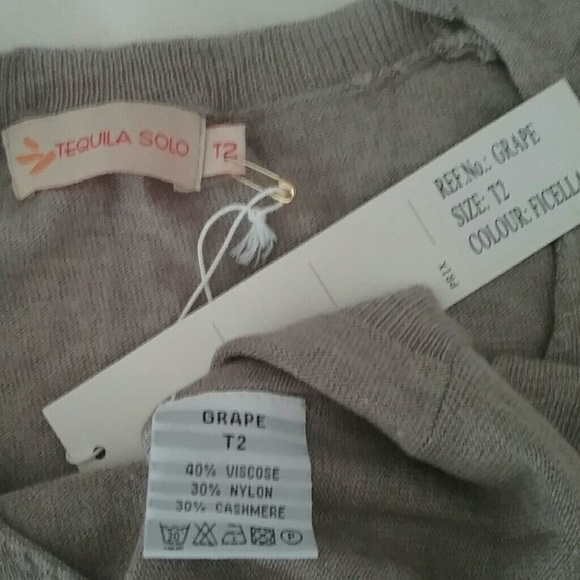 TEQUILA SOLO
T2
REF.No.: GRAPE
SIZE: T2
COLOUR: FICELLA
PRIX
GRAPE
T2
40% VISCOSE
30% NYLON
30% CASHMERE
P